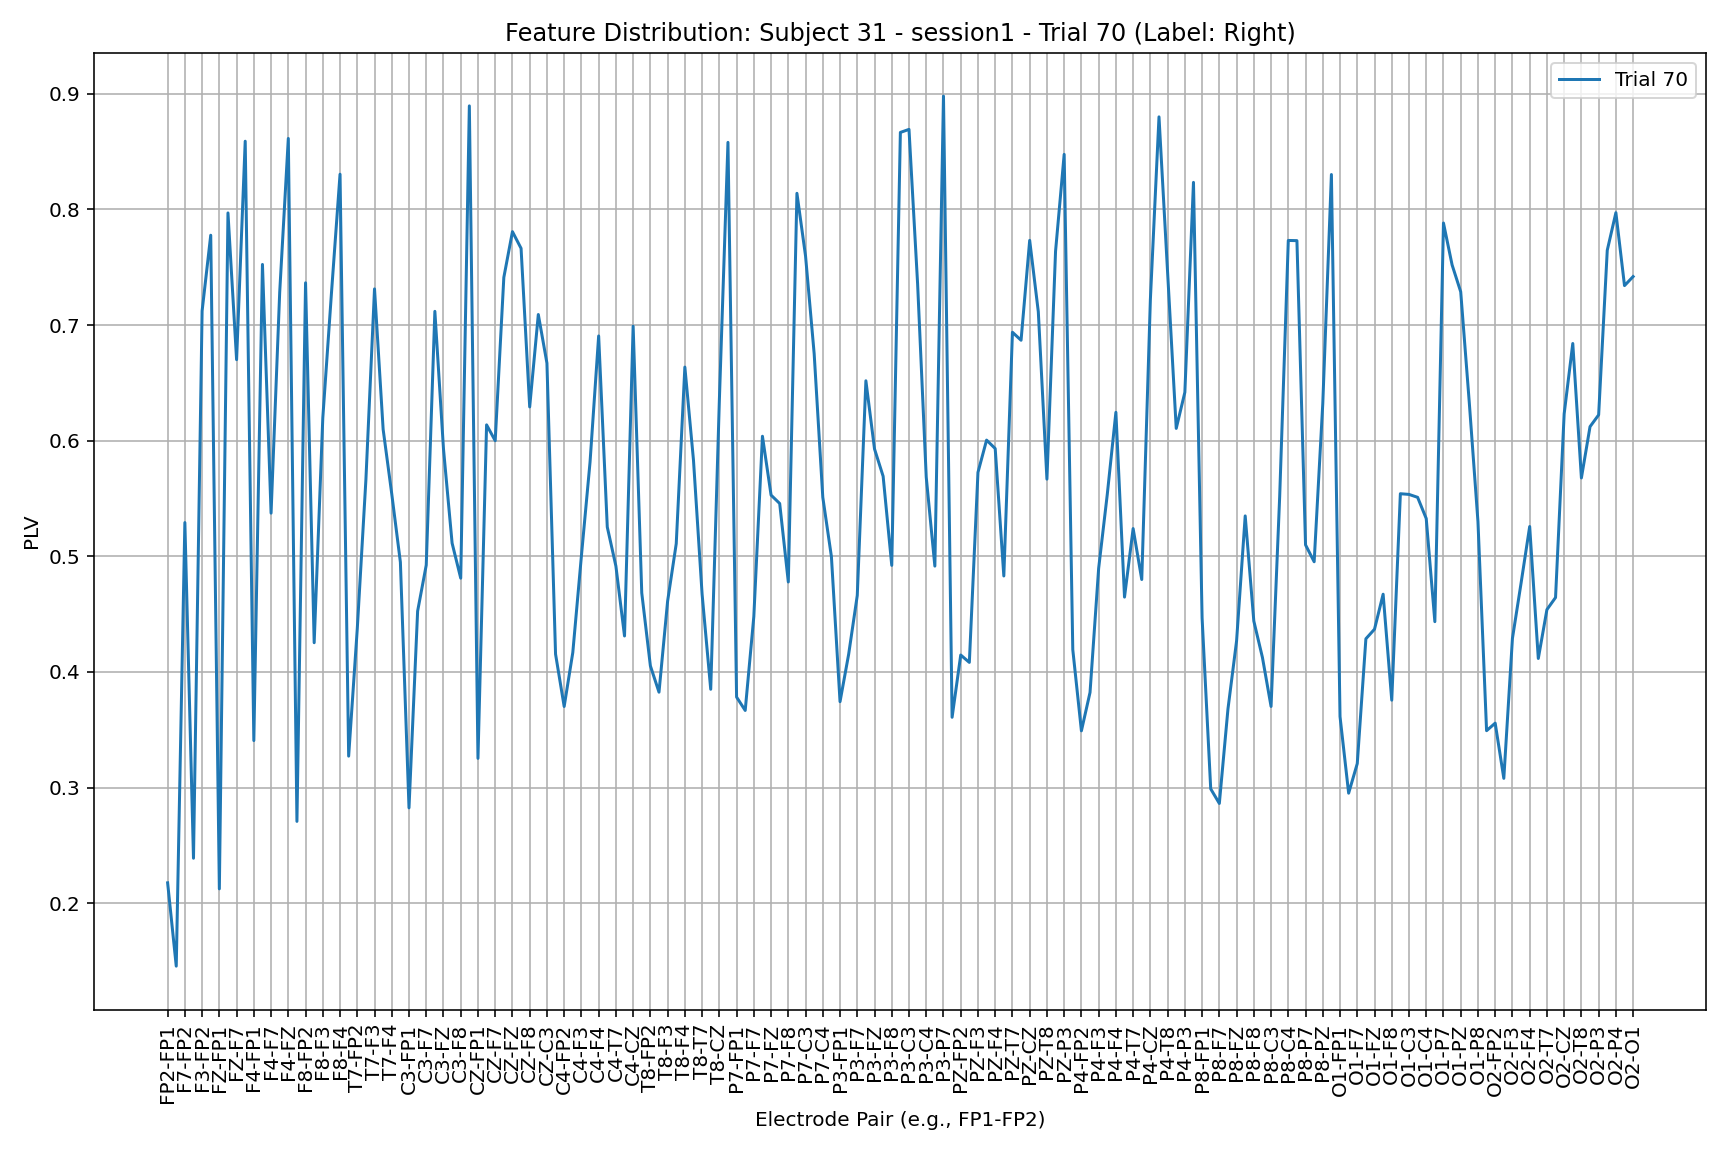 Feature Distribution: Subject 31 - session1 - Trial 70 (Label: Right)
Trial 70
0.9
0.8
0.7
0.6
0.5
0.4
0.3
0.2
PLV
FP2-FP1
F7-FP2
F3-FP2
FZ-FP1
FZ-F7
F4-FP1
F4-F7
F4-FZ
F8-FP2
F8-F3
F8-F4
T7-FP2
T7-F3
T7-F4
C3-FP1
C3-F7
C3-FZ
C3-F8
CZ-FP1
CZ-F7
CZ-FZ
CZ-F8
CZ-C3
C4-FP2
C4-F3
C4-F4
C4-T7
C4-CZ
T8-FP2
T8-F3
T8-F4
T8-T7
T8-CZ
P7-FP1
P7-F7
P7-FZ
P7-F8
P7-C3
P7-C4
P3-FP1
P3-F7
P3-FZ
P3-F8
P3-C3
P3-C4
P3-P7
PZ-FP2
PZ-F3
PZ-F4
PZ-T7
PZ-CZ
PZ-T8
PZ-P3
P4-FP2
P4-F3
P4-F4
P4-T7
P4-CZ
P4-T8
P4-P3
P8-FP1
P8-F7
P8-FZ
P8-F8
P8-C3
P8-C4
P8-P7
P8-PZ
O1-FP1
O1-F7
O1-FZ
O1-F8
O1-C3
O1-C4
O1-P7
O1-PZ
O1-P8
O2-FP2
O2-F3
O2-F4
O2-T7
O2-CZ
O2-T8
O2-P3
O2-P4
O2-O1
Electrode Pair (e.g., FP1-FP2)